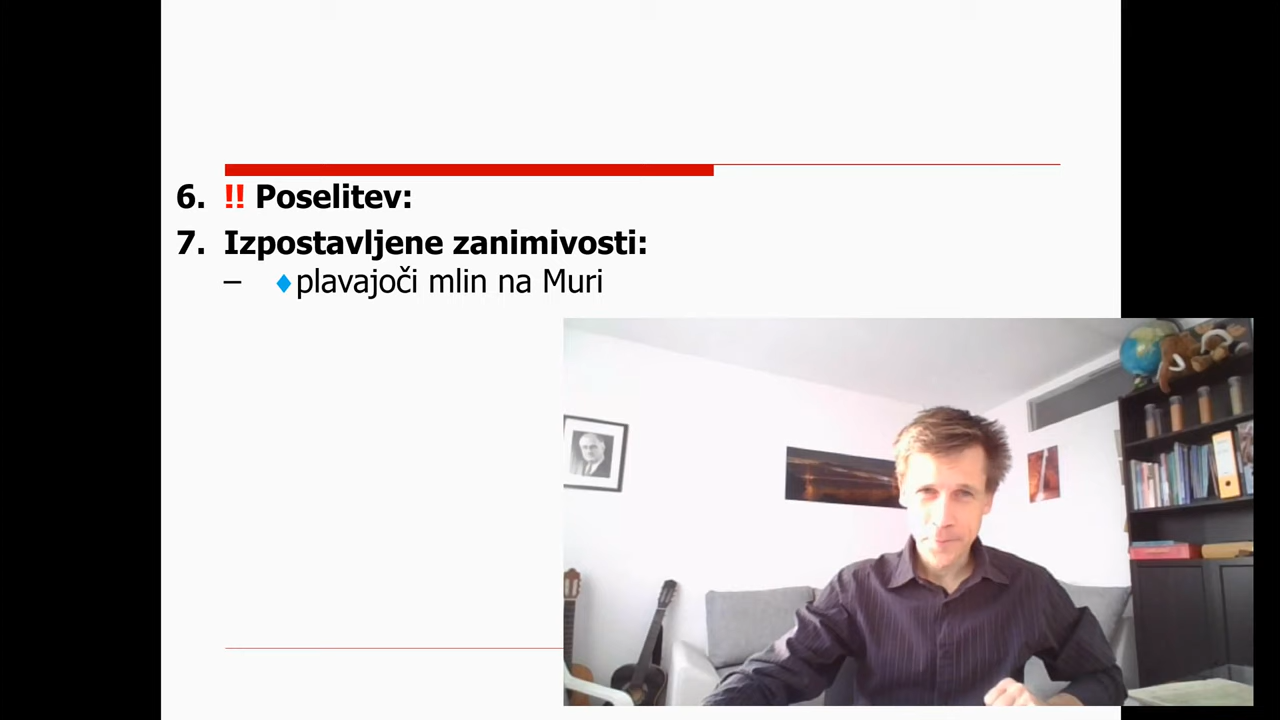 6. !! Poselitev:
7. Izpostavljene zanimivosti:
– ♦plavajoči mlin na Muri